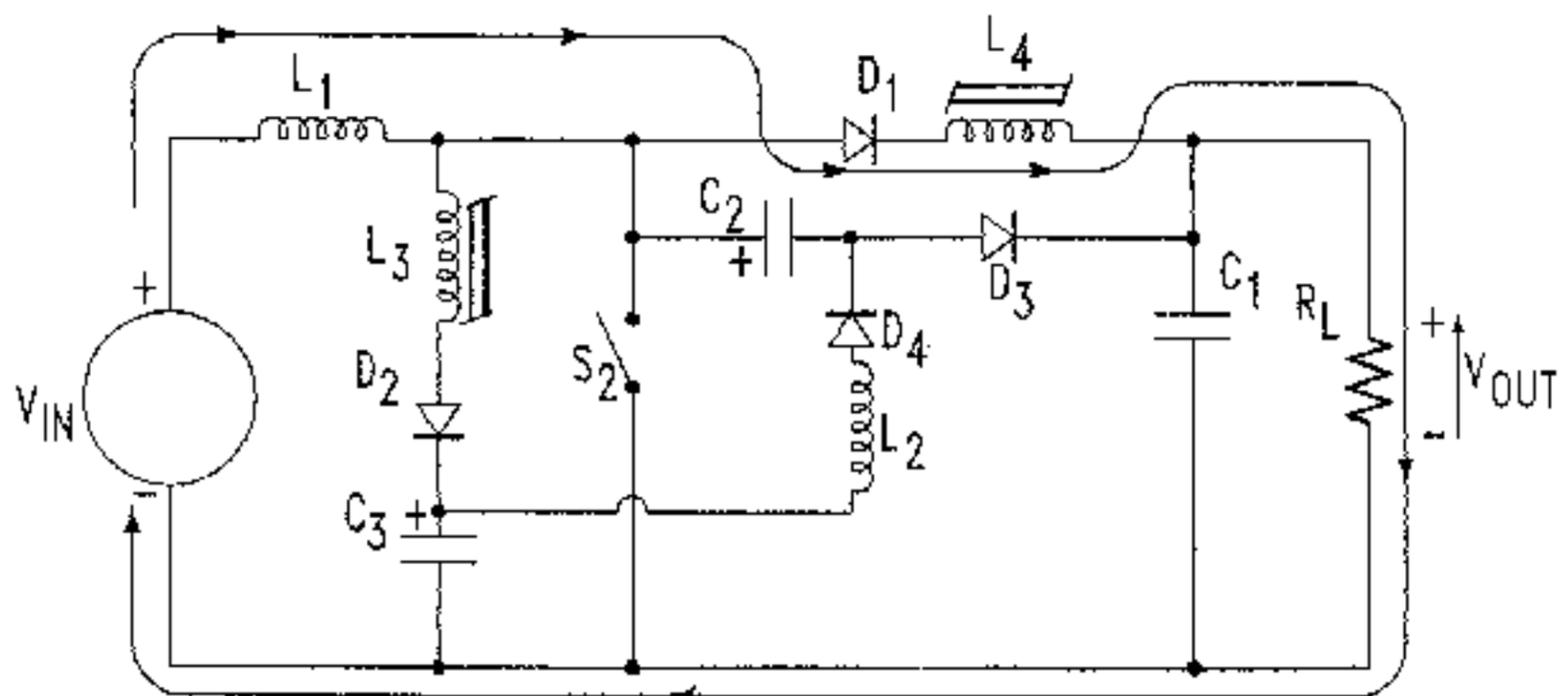 L4
L1
D1
C2
L3
D3
C1
RL
+
+
+
D4
S2
D2
VIN
VOUT
L2
-
-
C3
+